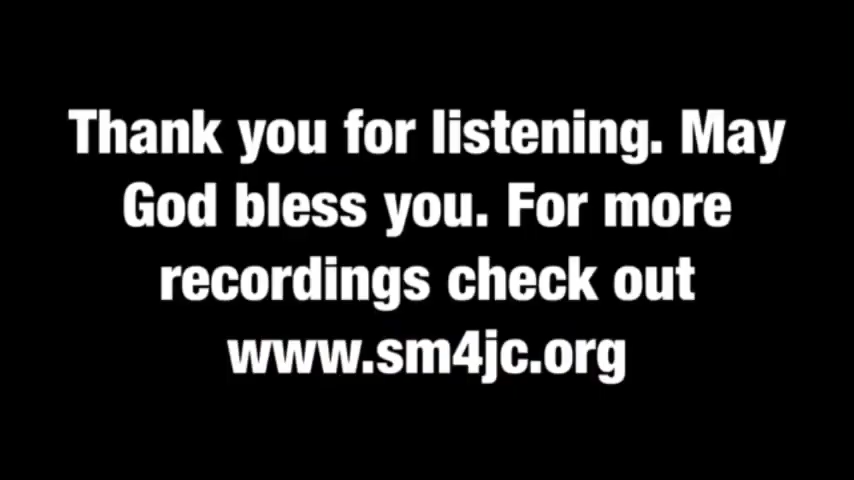 Thank you for listening. May
God bless you. For more
recordings check out
www.sm4jc.org